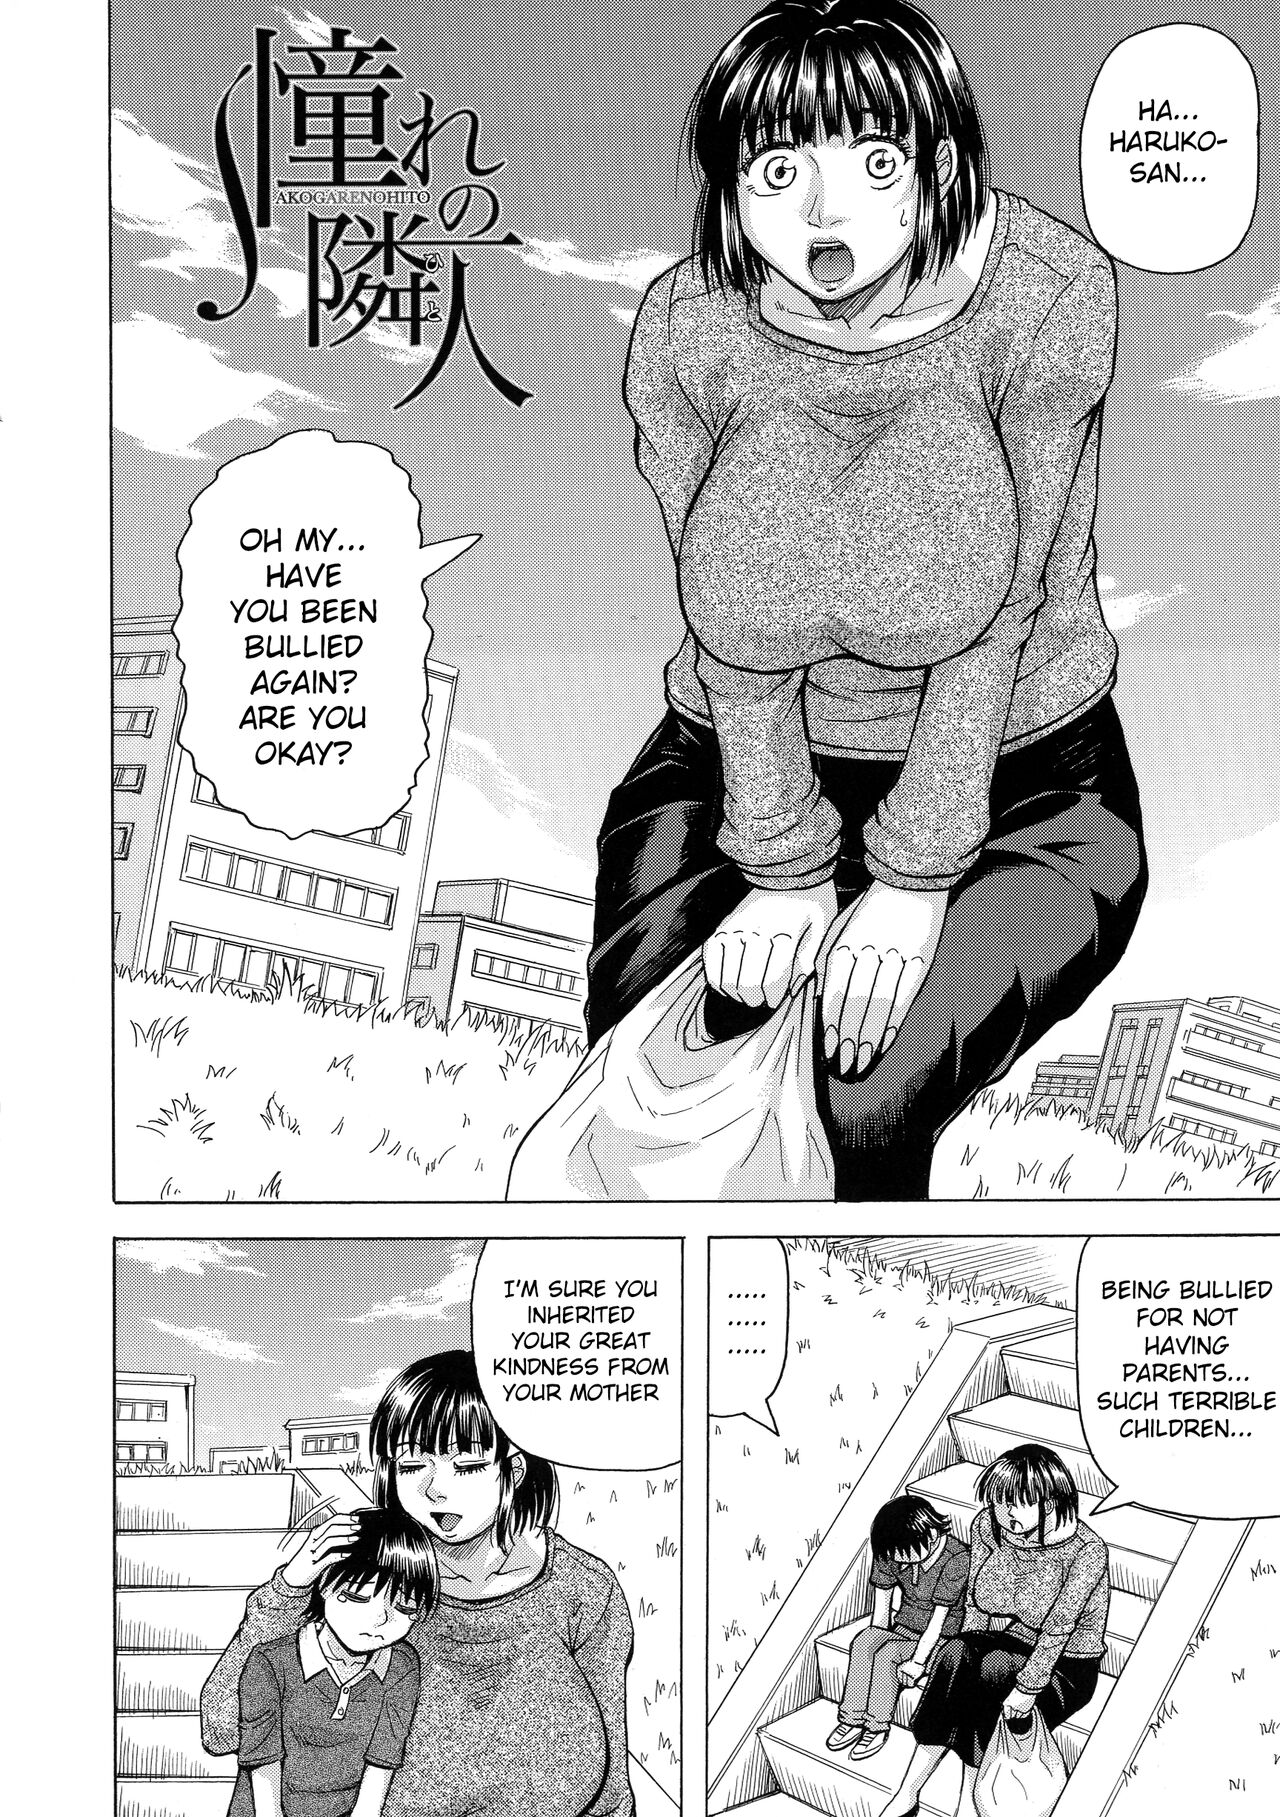 HA...
HARUKO-
SAN...
憧れの
AKOGARENOHITO
隣人
ひと
OH MY...
HAVE
YOU BEEN
BULLIED
AGAIN?
ARE YOU
OKAY?
BEING BULLIED
FOR NOT
HAVING
PARENTS...
SUCH TERRIBLE
CHILDREN...
.....
.....
.....
I'M SURE YOU
INHERITED
YOUR GREAT
KINDNESS FROM
YOUR MOTHER